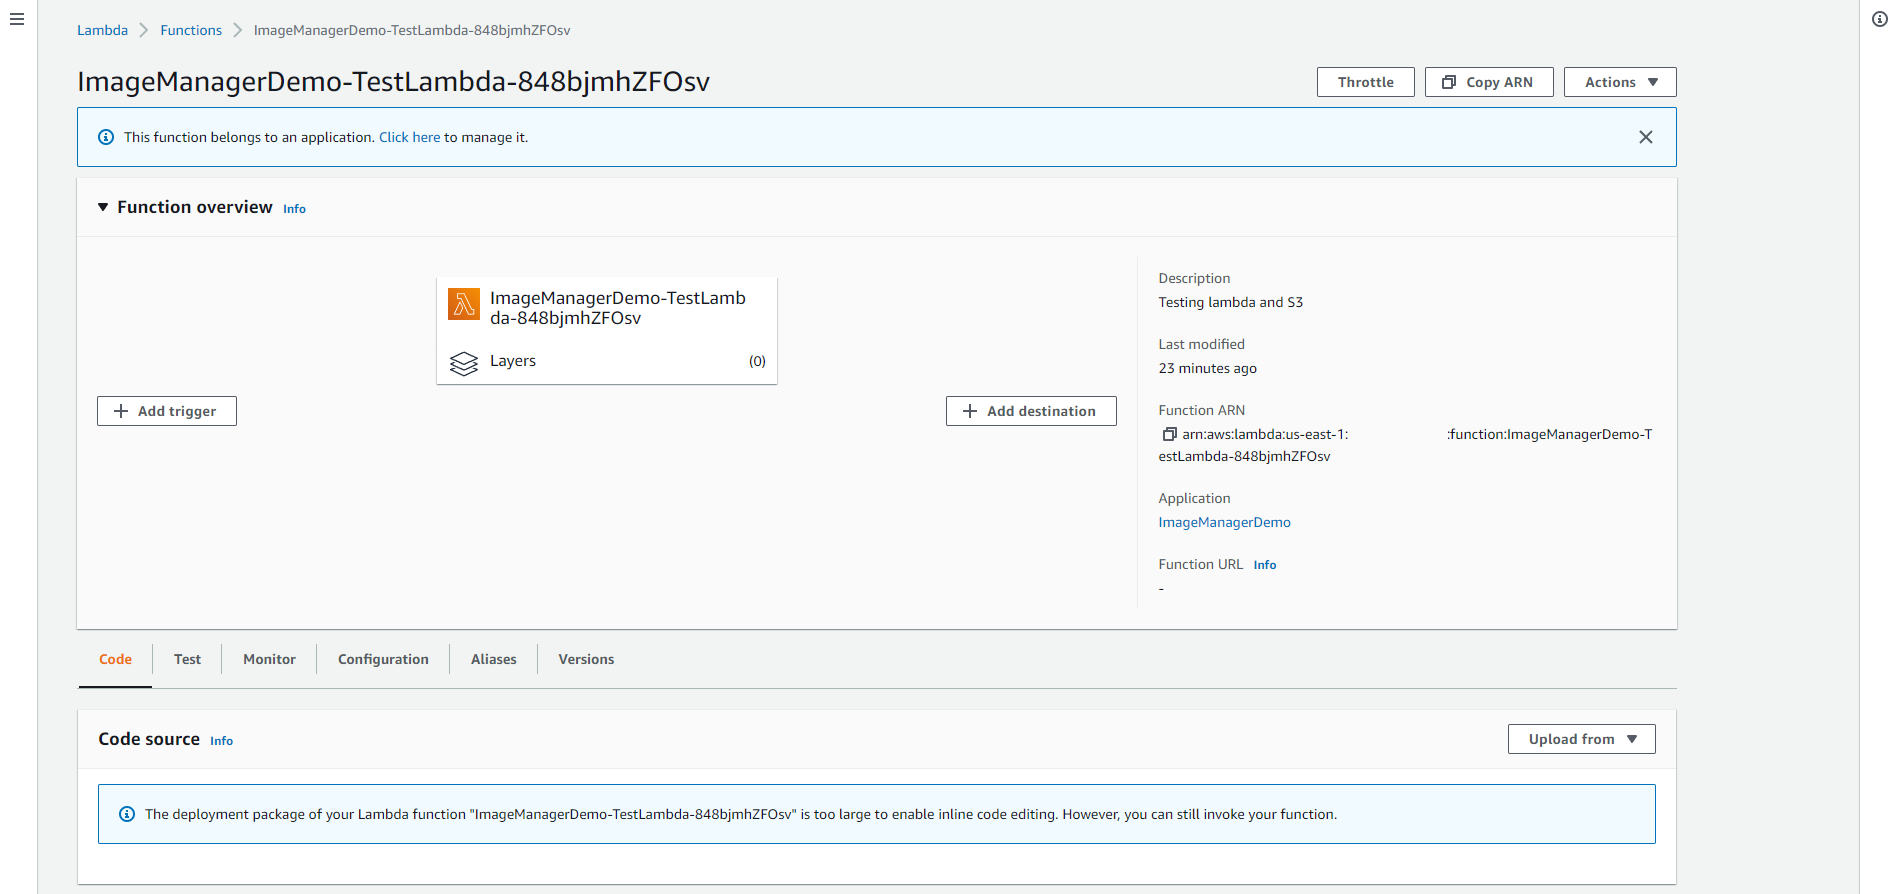 Lambda Functions ImageManagerDemo-TestLambda-848bjmhZFOsv
ImageManagerDemo-TestLambda-848bjmhZFOsv
Throttle Copy ARN Actions
This function belongs to an application. Click here to manage it.
Function overview Info
ImageManagerDemo-TestLamb
da-848bjmhZFOsv
Layers (0)
Add trigger
Add destination
Description
Testing lambda and S3
Last modified
23 minutes ago
Function ARN
arn:aws:lambda:us-east-1: :function:ImageManagerDemo-T
estLambda-848bjmhZFOsv
Application
ImageManagerDemo
Function URL Info
-
Code Test Monitor Configuration Aliases Versions
Code source Info
Upload from
The deployment package of your Lambda function "ImageManagerDemo-TestLambda-848bjmhZFOsv" is too large to enable inline code editing. However, you can still invoke your function.